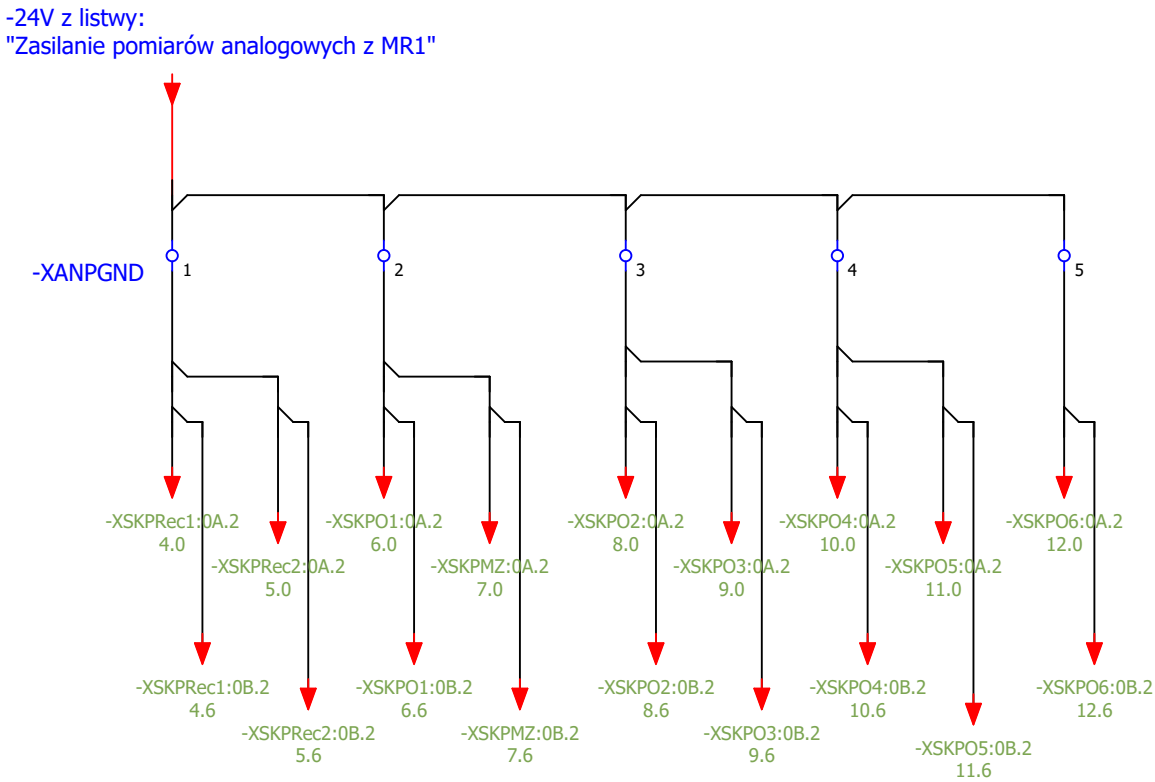 -24V z listwy:
"Zasilanie pomiarów analogowych z MR1"
-XANPGND
1
2
3
4
5
-XSKPRec1:0A.2
4.0
-XSKPRec2:0A.2
5.0
-XSKPO1:0A.2
6.0
-XSKPMZ:0A.2
7.0
-XSKPO2:0A.2
8.0
-XSKPO3:0A.2
9.0
-XSKPO4:0A.2
10.0
-XSKPO5:0A.2
11.0
-XSKPO6:0A.2
12.0
-XSKPRec1:0B.2
4.6
-XSKPRec2:0B.2
5.6
-XSKPO1:0B.2
6.6
-XSKPMZ:0B.2
7.6
-XSKPO2:0B.2
8.6
-XSKPO3:0B.2
9.6
-XSKPO4:0B.2
10.6
-XSKPO5:0B.2
11.6
-XSKPO6:0B.2
12.6